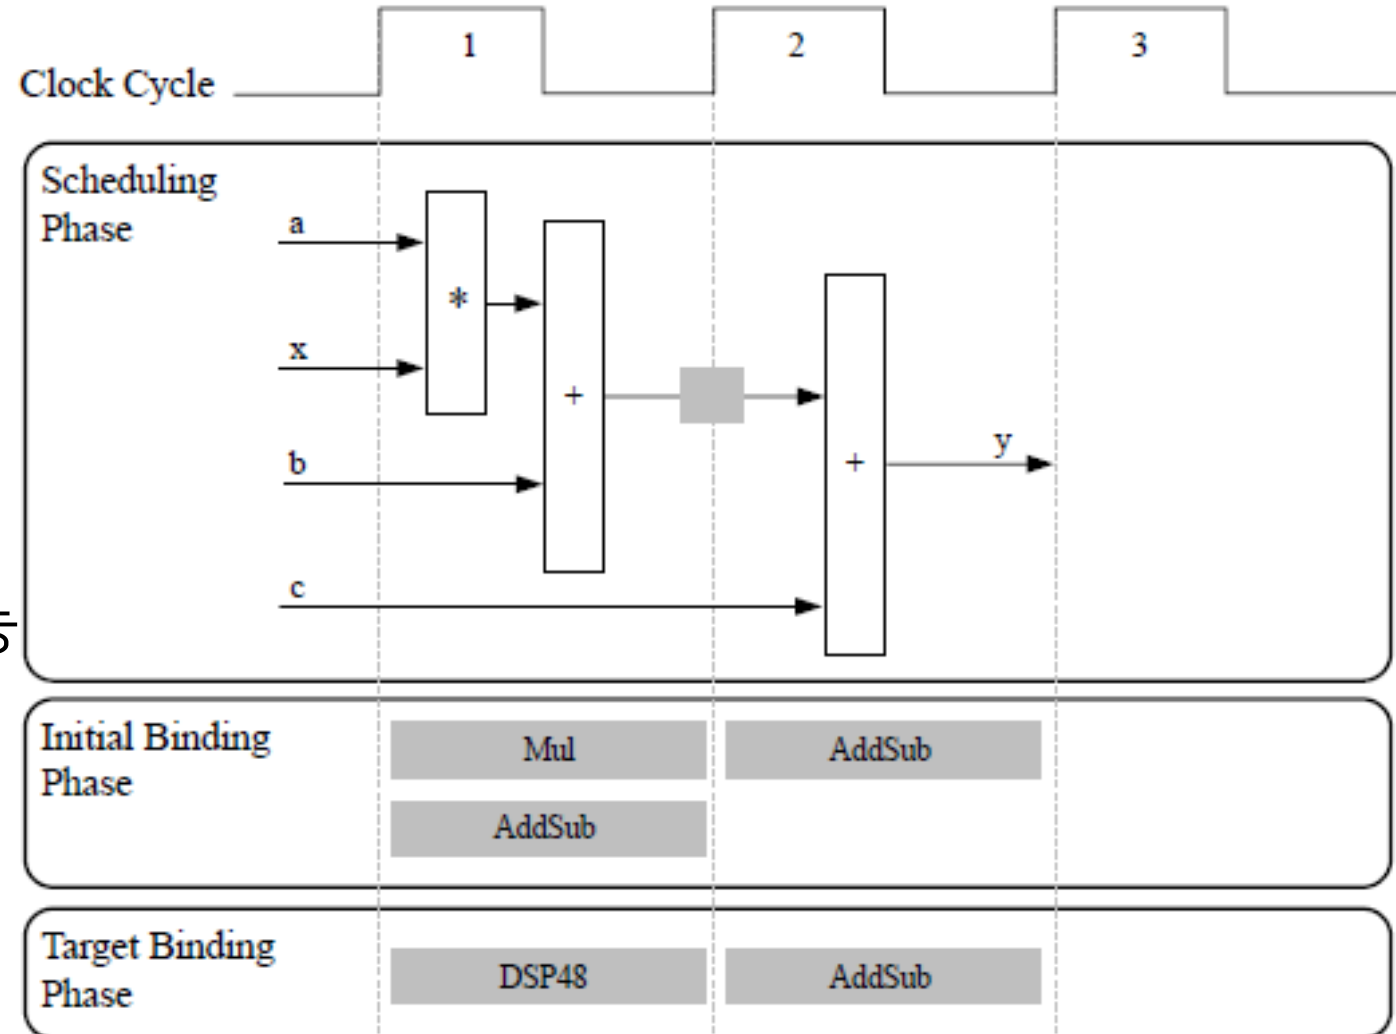 1
2
3
Clock Cycle
Scheduling
Phase
a
*
x
+
b
y
+
c
Initial Binding
Phase
Mul
AddSub
AddSub
Target Binding
Phase
DSP48
AddSub